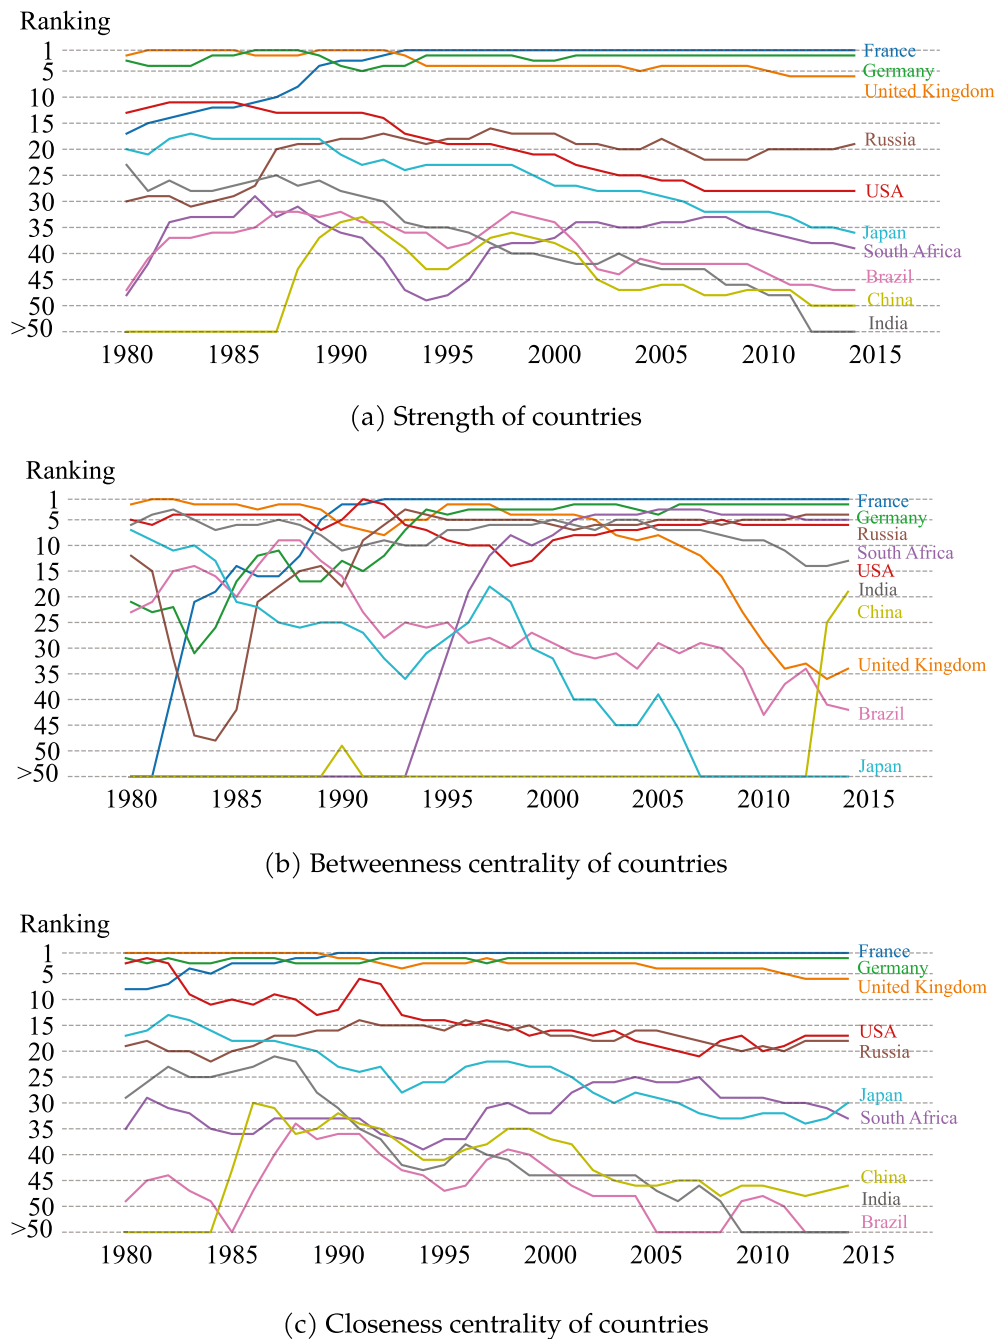 Ranking
1
5
10
15
20
25
30
35
40
45
50
>50
France
Germany
United Kingdom
Russia
USA
Japan
South Africa
Brazil
China
India
1980 1985 1990 1995 2000 2005 2010 2015
(a) Strength of countries
Ranking
1
5
10
15
20
25
30
35
40
45
50
>50
France
Germany
Russia
South Africa
USA
India
China
United Kingdom
Brazil
Japan
1980 1985 1990 1995 2000 2005 2010 2015
(b) Betweenness centrality of countries
Ranking
1
5
10
15
20
25
30
35
40
45
50
>50
France
Germany
United Kingdom
USA
Russia
Japan
South Africa
China
India
Brazil
1980 1985 1990 1995 2000 2005 2010 2015
(c) Closeness centrality of countries